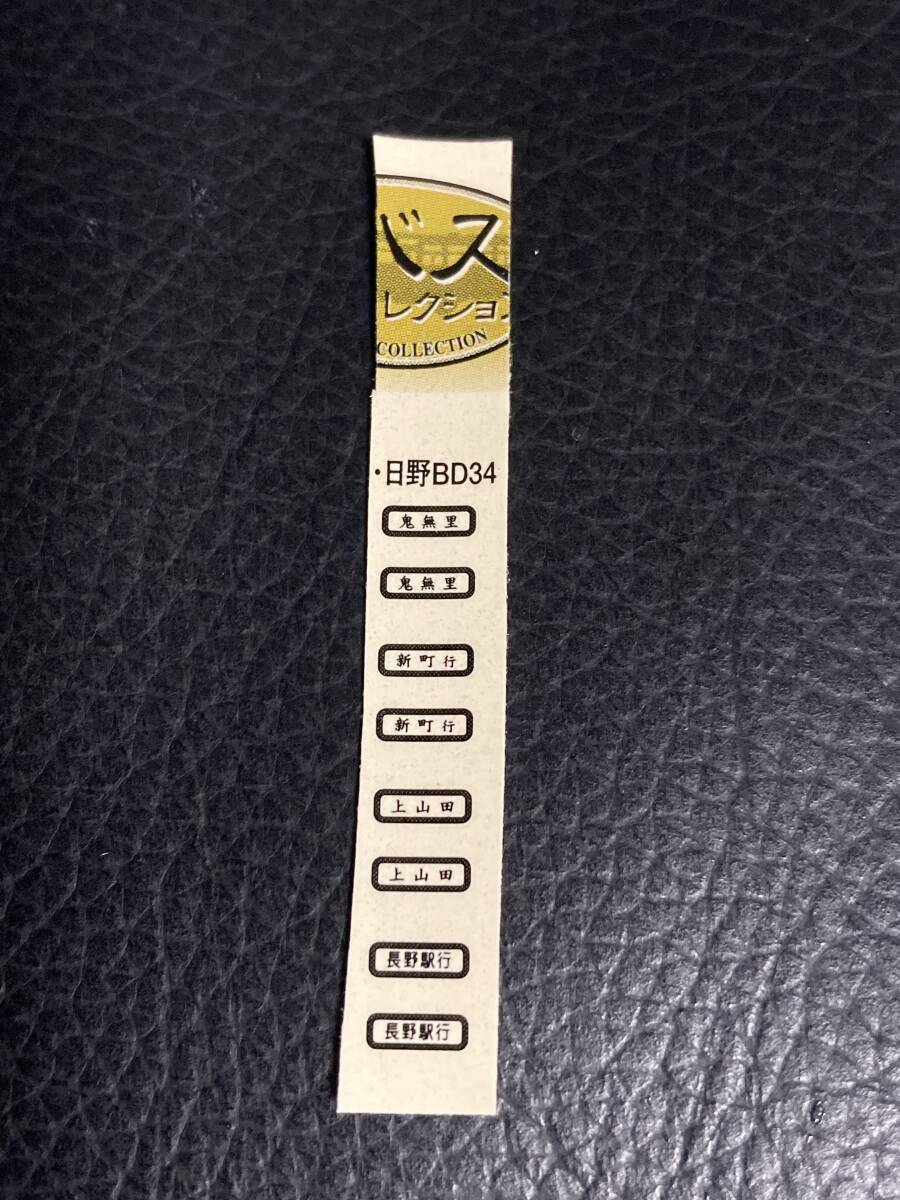 バス
レクション
COLLECTION
・日野BD34
鬼無里
鬼無里
新町行
新町行
上山田
上山田
長野駅行
長野駅行